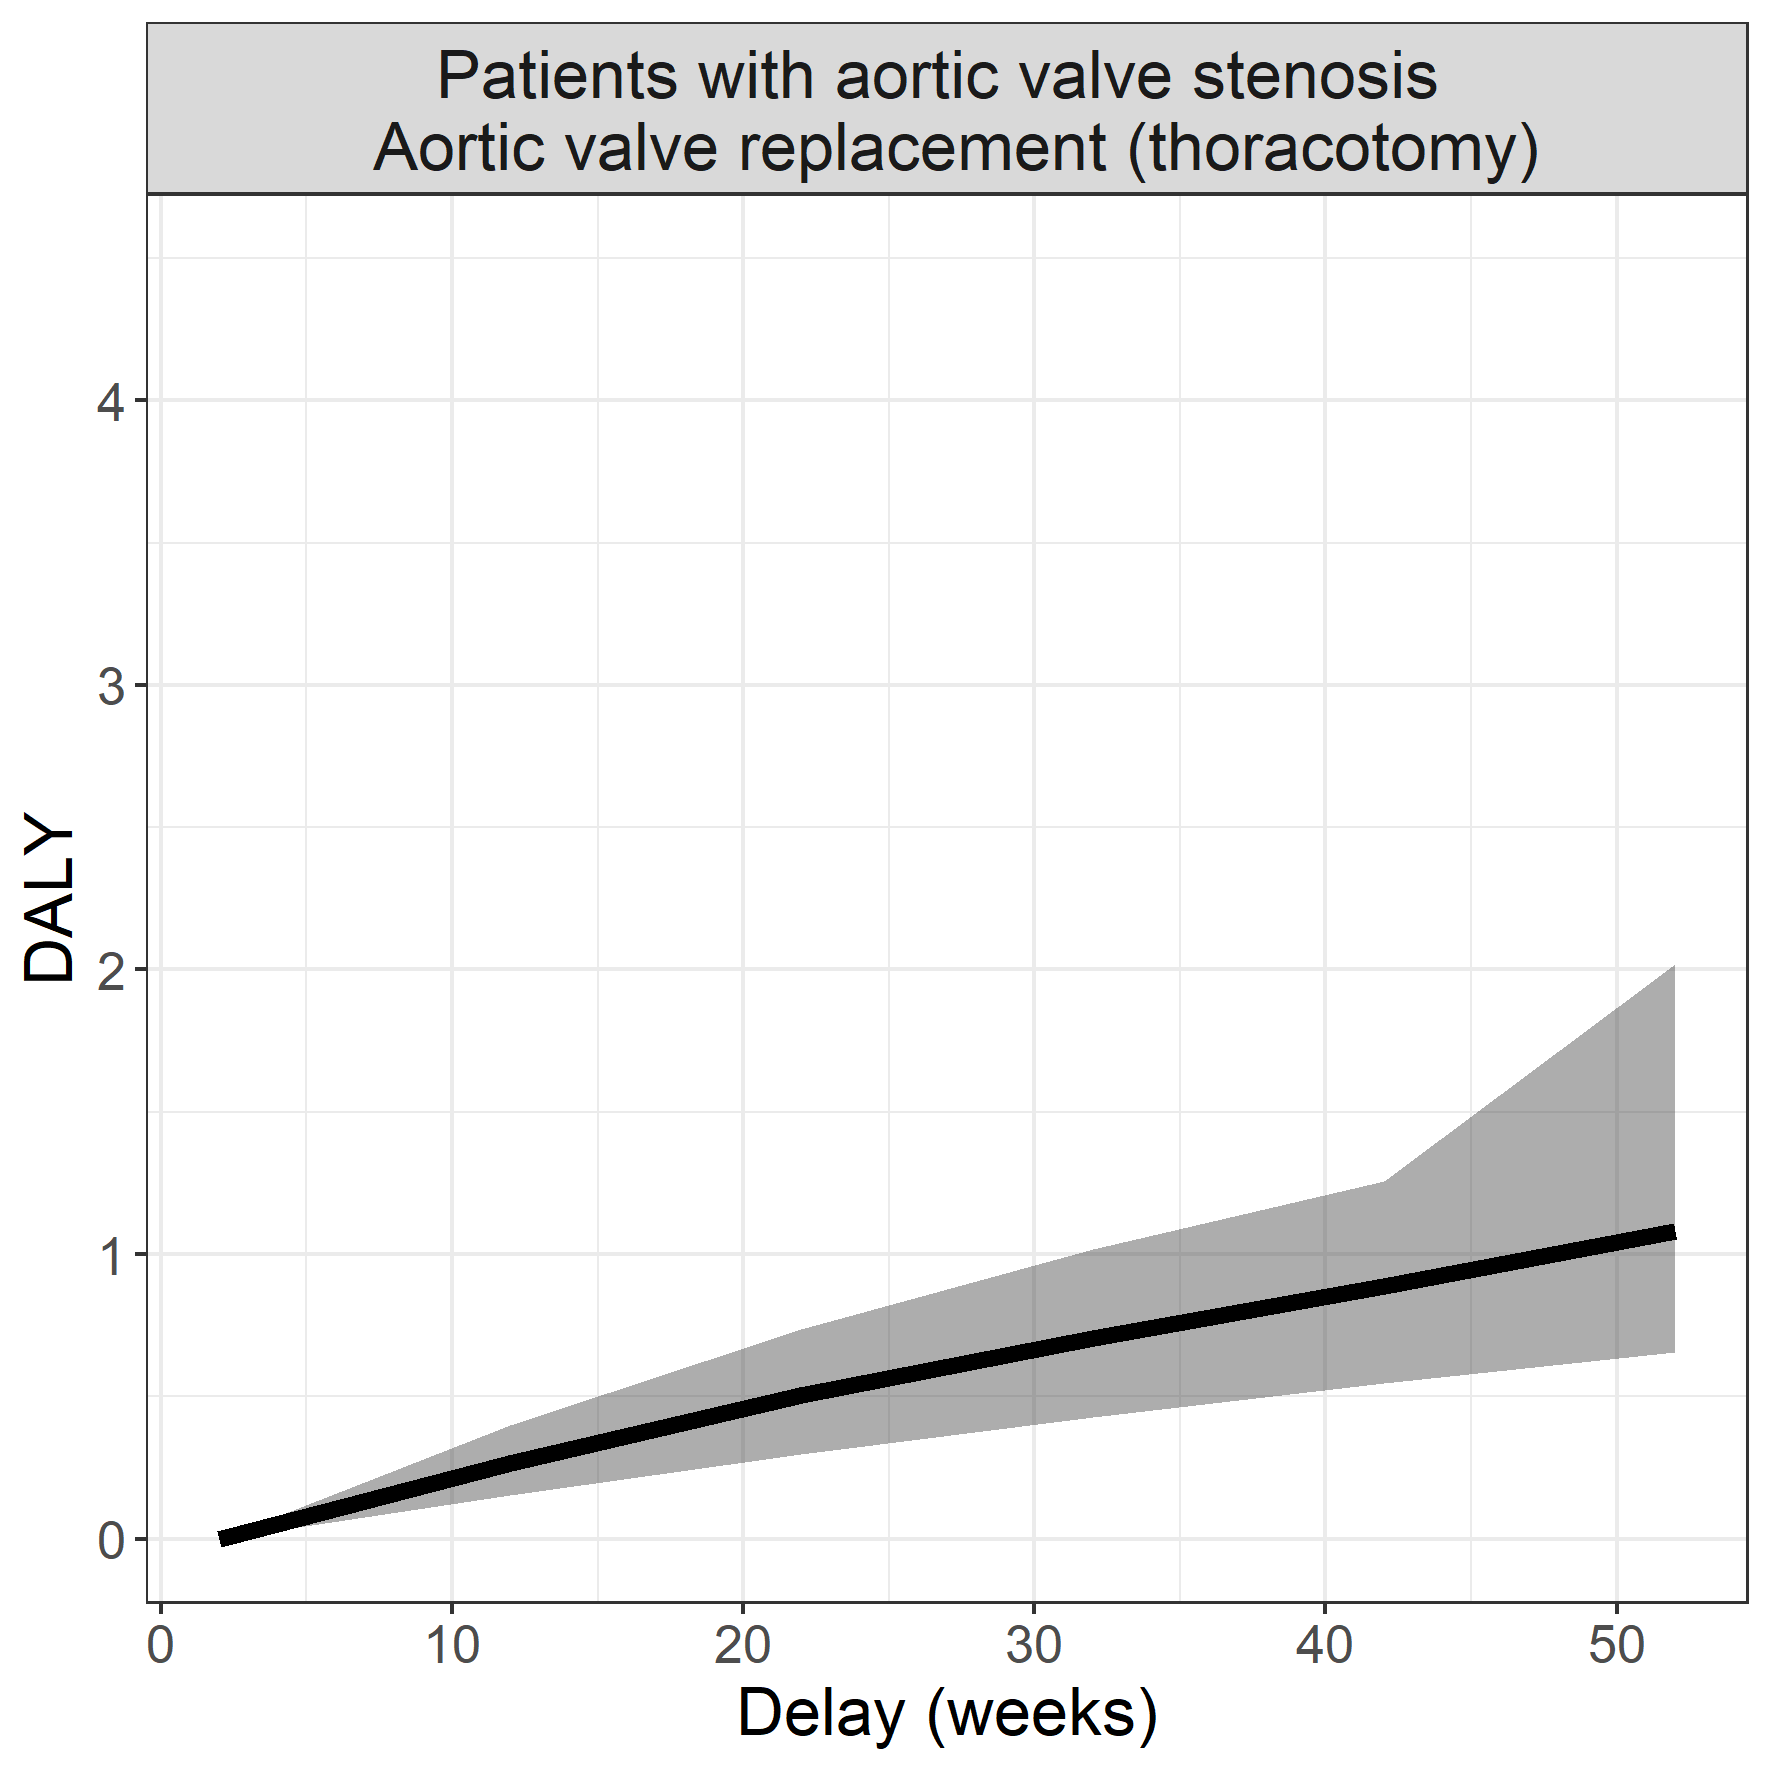 Patients with aortic valve stenosis
Aortic valve replacement (thoracotomy)
4
3
2
1
0
DALY
0 10 20 30 40 50
Delay (weeks)